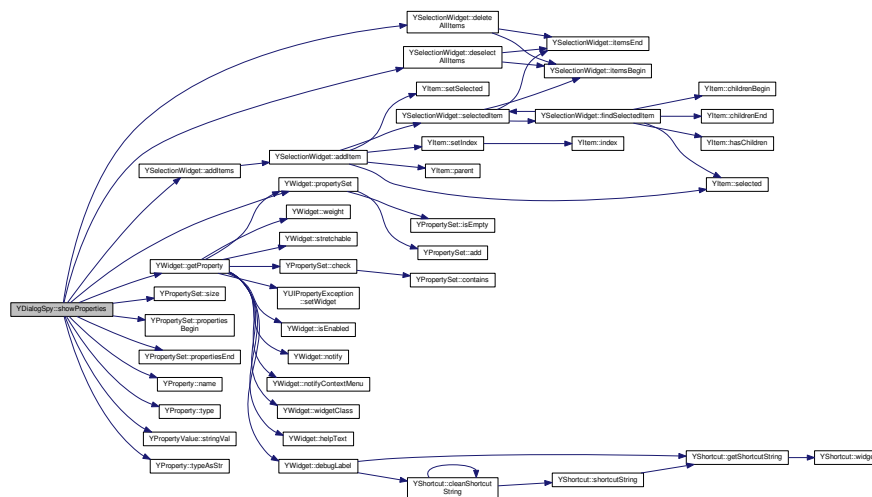 YSelectionWidget::delete
AllItems
YSelectionWidget::itemsEnd
YSelectionWidget::deselect
AllItems
YSelectionWidget::itemsBegin
YItem::setSelected
YItem::childrenBegin
YSelectionWidget::selectedItem
YSelectionWidget::findSelectedItem
YItem::childrenEnd
YItem::setIndex
YItem::index
YItem::hasChildren
YSelectionWidget::addItem
YSelectionWidget::addItems
YItem::parent
YItem::selected
YWidget::propertySet
YWidget::weight
YPropertySet::isEmpty
YWidget::stretchable
YPropertySet::add
YWidget::getProperty
YPropertySet::check
YPropertySet::contains
YPropertySet::size
YUIPropertyException
::setWidget
YDialogSpy::showProperties
YPropertySet::properties
Begin
YWidget::isEnabled
YPropertySet::propertiesEnd
YWidget::notify
YProperty::name
YWidget::notifyContextMenu
YProperty::type
YWidget::widgetClass
YPropertyValue::stringVal
YWidget::helpText
YProperty::typeAsStr
YWidget::debugLabel
YShortcut::getShortcutString
YShortcut::widge
YShortcut::cleanShortcut
String
YShortcut::shortcutString